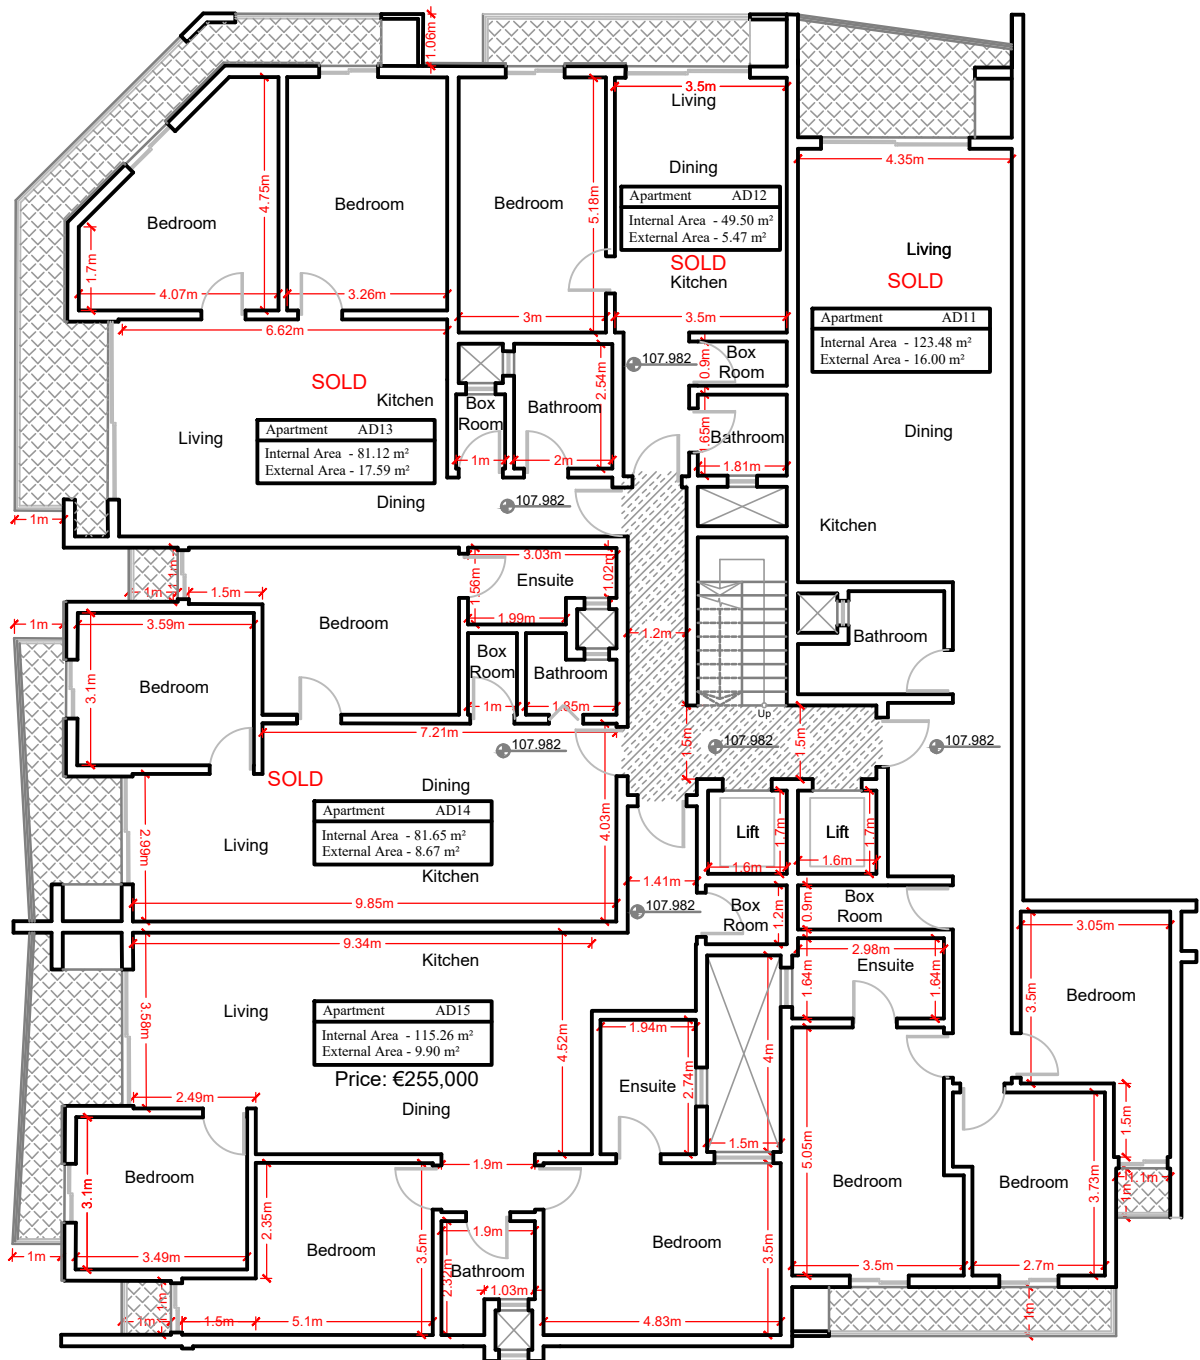 1.06m
3.5m
Living
Dining
Apartment AD12
Internal Area - 49.50 m²
External Area - 5.47 m²
SOLD
Kitchen
3.5m
4.35m
Living
SOLD
Apartment AD11
Internal Area - 123.48 m²
External Area - 16.00 m²
Dining
Kitchen
Bathroom
Bedroom
4.75m
1.7m
4.07m
Bedroom
3.26m
Bedroom
5.18m
3m
6.62m
SOLD
Kitchen
Living
Apartment AD13
Internal Area - 81.12 m²
External Area - 17.59 m²
Dining
1m
Box
Room
1m
Bathroom
2.54m
2m
107.982
107.982
0.9m
Box
Room
Bathroom
1.81m
1m
1.5m
3.03m
1.56m
Ensuite
1.02m
1.99m
Bedroom
1m
3.59m
3.1m
Bedroom
Box
Room
1m
Bathroom
1.35m
1.2m
Up
7.21m
107.982
1.5m
107.982
1.5m
107.982
SOLD
Dining
Apartment AD14
Internal Area - 81.65 m²
External Area - 8.67 m²
Living
Kitchen
2.99m
4.03m
9.85m
Lift
1.7m
1.6m
Lift
1.7m
1.6m
1.41m
107.982
Box
Room
1.2m
0.9m
Box
Room
9.34m
Kitchen
Living
Apartment AD15
Internal Area - 115.26 m²
External Area - 9.90 m²
Price: €255,000
Dining
3.58m
4.52m
2.49m
1.94m
Ensuite
2.74m
4m
1.5m
2.98m
Ensuite
1.64m
1.64m
3.05m
3.5m
Bedroom
1.5m
1.1m
1m
3.1m
Bedroom
3.49m
1m
2.35m
Bedroom
3.5m
1.9m
1.9m
Bathroom
2.32m
1.03m
Bedroom
3.5m
4.83m
5.05m
Bedroom
3.5m
Bedroom
3.73m
2.7m
1m
1m
1m
1.5m
5.1m